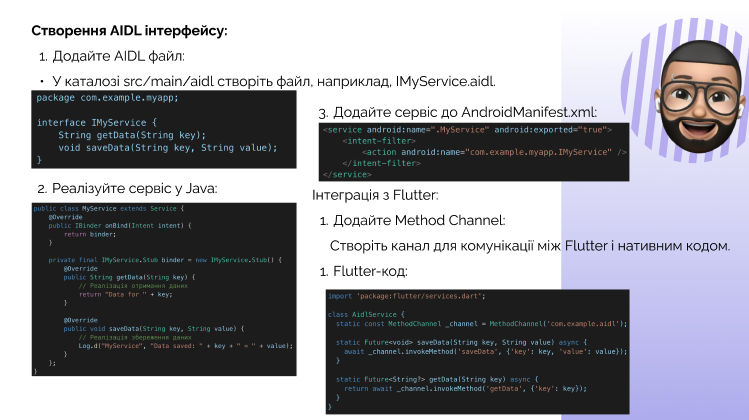 Створення AIDL інтерфейсу:
1. Додайте AIDL файл:
• У каталозі src/main/aidl створіть файл, наприклад, IMyService.aidl.
package com.example.myapp;
interface IMyService {
String getData(String key);
void saveData(String key, String value);
}
2. Реалізуйте сервіс у Java:
public class MyService extends Service {
@Override
public IBinder onBind(Intent intent) {
return binder;
}
private final IMyService.Stub binder = new IMyService.Stub() {
@Override
public String getData(String key) {
// Реалізація отримання даних
return "Data for " + key;
}
@Override
public void saveData(String key, String value) {
// Реалізація збереження даних
Log.d("MyService", "Data saved: " + key + " = " + value);
}
};
}
3. Додайте сервіс до AndroidManifest.xml:
<service android:name=".MyService" android:exported="true">
<intent-filter>
<action android:name="com.example.myapp.IMyService" />
</intent-filter>
</service>
Інтеграція з Flutter:
1. Додайте Method Channel:
Створіть канал для комунікації між Flutter і нативним кодом.
1. Flutter-код:
import 'package:flutter/services.dart';
class AidlService {
static const MethodChannel _channel = MethodChannel('com.example.aidl');
static Future<void> saveData(String key, String value) async {
await _channel.invokeMethod('saveData', {'key': key, 'value': value});
}
static Future<String?> getData(String key) async {
return await _channel.invokeMethod('getData', {'key': key});
}
}